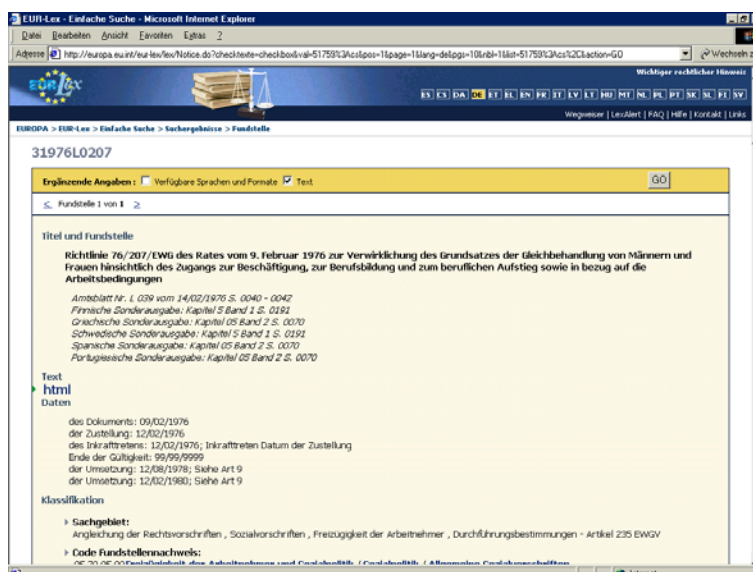 EUR-Lex - Einfache Suche - Microsoft Internet Explorer
Datei Bearbeiten Ansicht Favoriten Extras ?
Adresse http://europa.eu.int/eur-lex/lex/Notice.do?checktexte=checkbox&val=51759%3Acs&pos=1&page=1&lang=de&pgs=10&nbl=1&list=51759%3Acs%2C&action=GO Wechseln z
Wichtiger rechtlicher Hinweis
EUR-Lex
ES CS DA DE ET EL EN FR IT LV LT HU MT NL PL PT SK SL FI SV
Wegweiser | LexAlert | FAQ | Hilfe | Kontakt | Links
EUROPA > EUR-Lex > Einfache Suche > Suchergebnisse > Fundstelle
31976L0207
Ergänzende Angaben : Verfügbare Sprachen und Formate Text GO
< Fundstelle 1 von 1 >
Titel und Fundstelle
Richtlinie 76/207/EWG des Rates vom 9. Februar 1976 zur Verwirklichung des Grundsatzes der Gleichbehandlung von Männern und
Frauen hinsichtlich des Zugangs zur Beschäftigung, zur Berufsbildung und zum beruflichen Aufstieg sowie in bezug auf die
Arbeitsbedingungen
Amtsblatt Nr. L 039 vom 14/02/1976 S. 0040 - 0042
Finnische Sonderausgabe: Kapitel 5 Band 1 S. 0191
Griechische Sonderausgabe: Kapitel 05 Band 2 S. 0070
Schwedische Sonderausgabe: Kapitel 5 Band 1 S. 0191
Spanische Sonderausgabe: Kapitel 05 Band 2 S. 0070
Portugiesische Sonderausgabe: Kapitel 05 Band 2 S. 0070
Text
html
Daten
des Dokuments: 09/02/1976
der Zustellung: 12/02/1976
des Inkrafttretens: 12/02/1976; Inkrafttreten Datum der Zustellung
Ende der Gültigkeit: 99/99/9999
der Umsetzung: 12/08/1978; Siehe Art 9
der Umsetzung: 12/02/1980; Siehe Art 9
Klassifikation
Sachgebiet:
Angleichung der Rechtsvorschriften , Sozialvorschriften , Freizügigkeit der Arbeitnehmer , Durchführungsbestimmungen - Artikel 235 EWGV
Code Fundstellennachweis:
Freizügigkeit der Arbeitnehmer und Sozialpolitik / Sozialpolitik / Allgemeine Sozialvorschriften